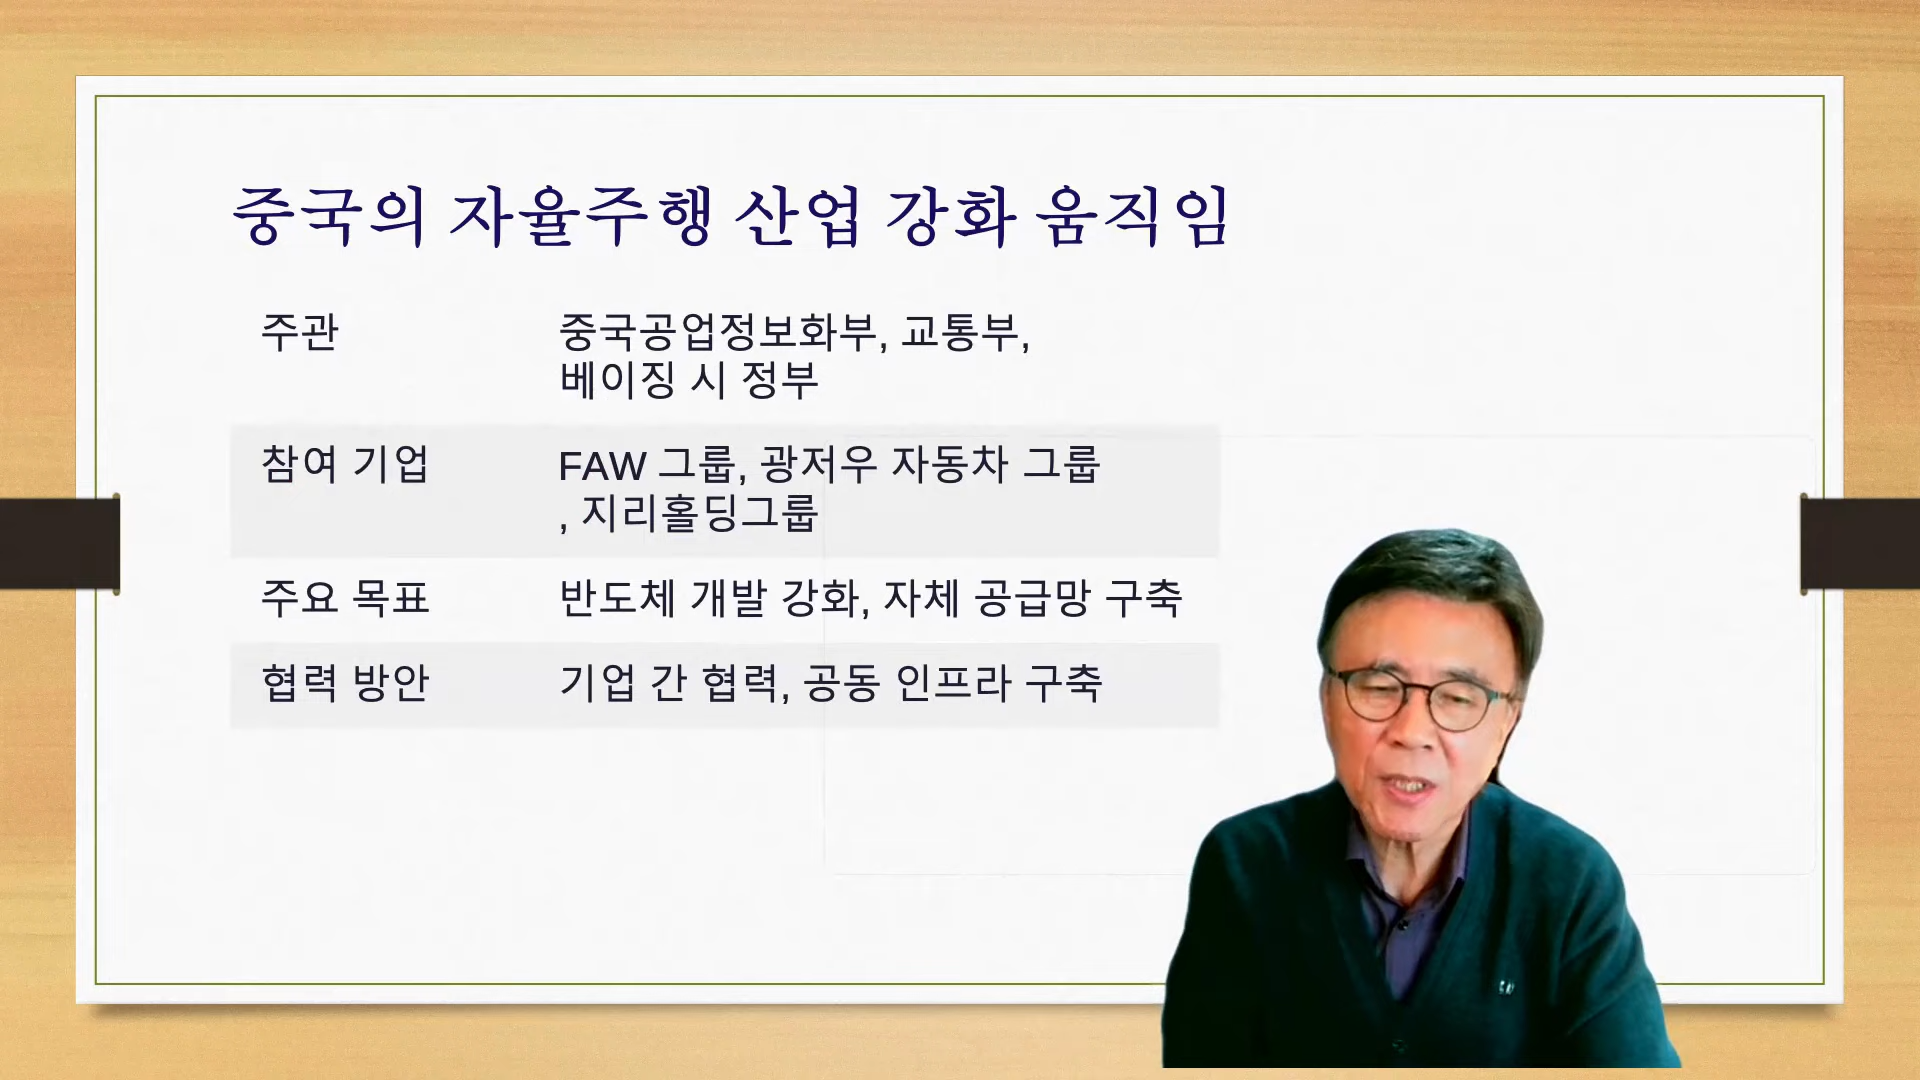 중국의 자율주행 산업 강화 움직임
주관 중국공업정보화부, 교통부,
베이징 시 정부
참여 기업 FAW 그룹, 광저우 자동차 그룹
, 지리홀딩그룹
주요 목표 반도체 개발 강화, 자체 공급망 구축
협력 방안 기업 간 협력, 공동 인프라 구축